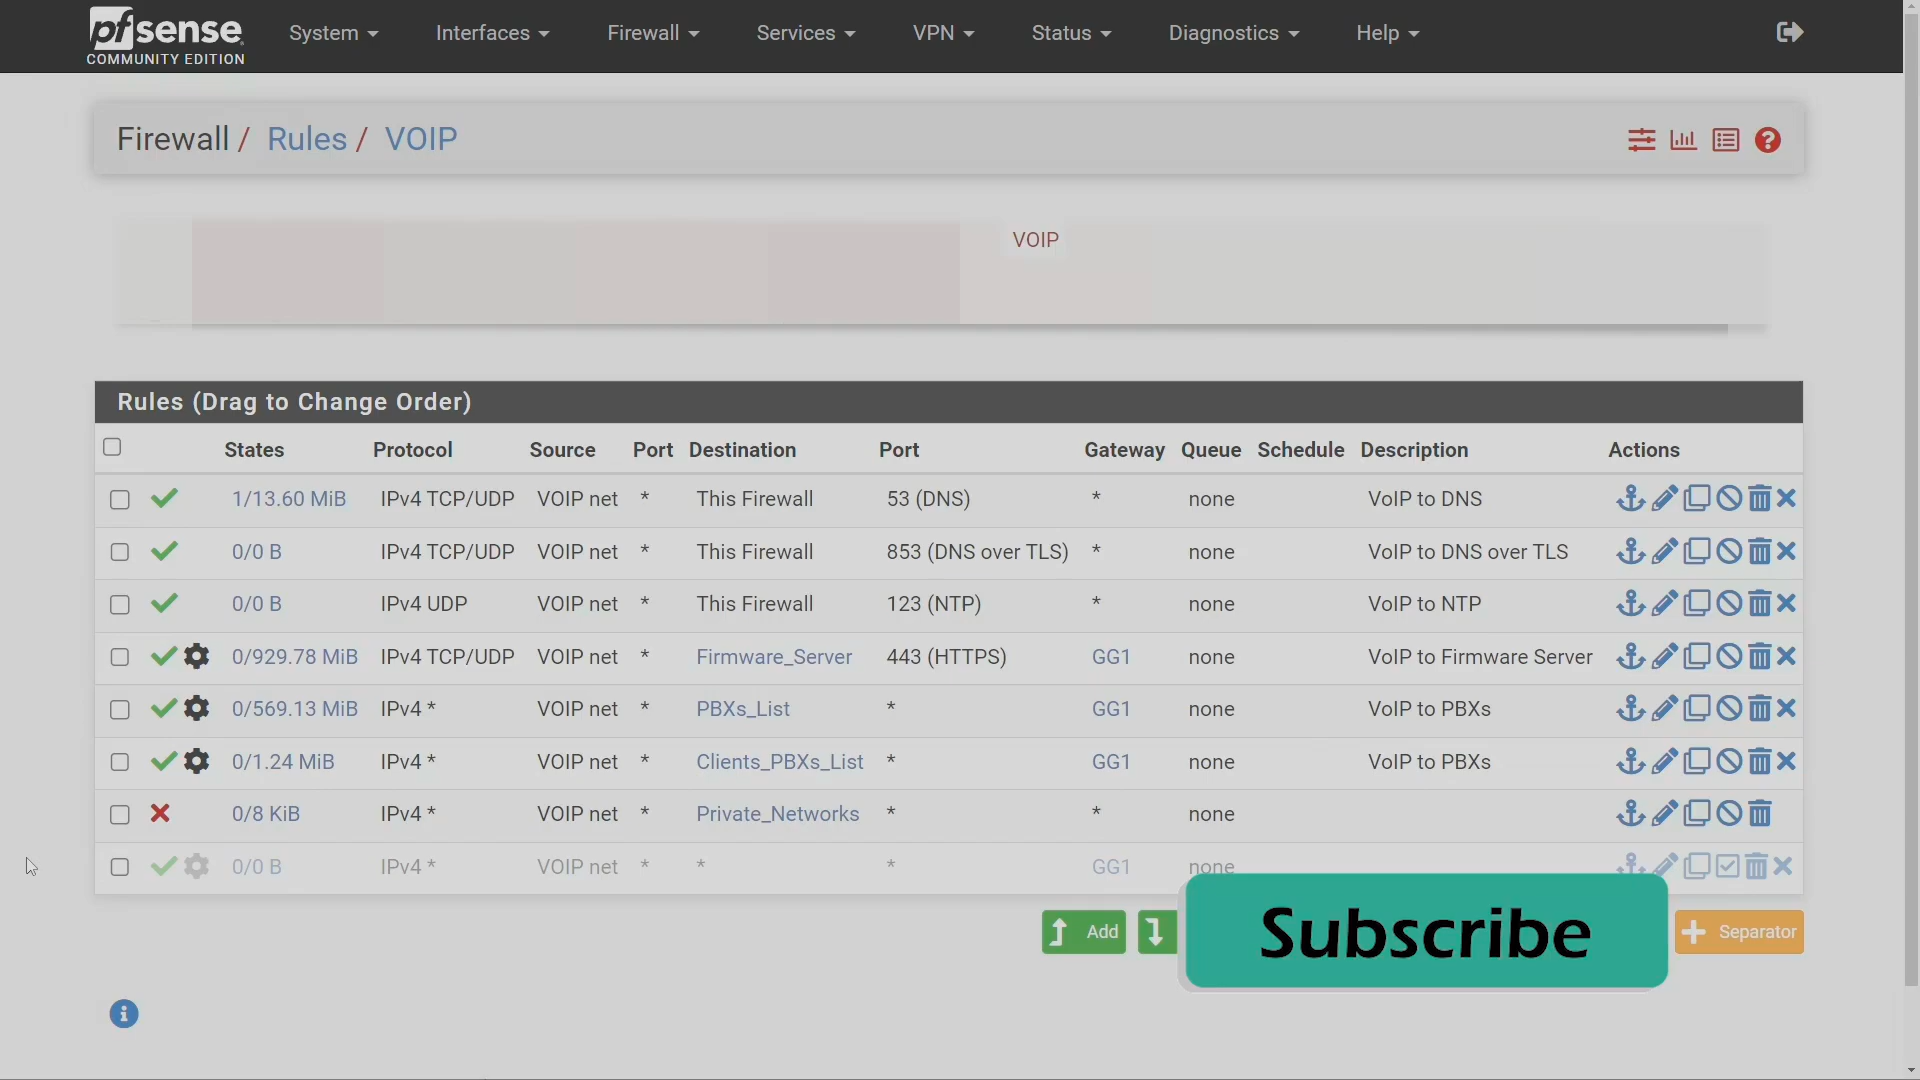 pfsense
COMMUNITY EDITION
System Interfaces Firewall Services VPN Status Diagnostics Help
Firewall / Rules / VOIP
VOIP
Rules (Drag to Change Order)
States Protocol Source Port Destination Port Gateway Queue Schedule Description Actions
1/13.60 MiB IPv4 TCP/UDP VOIP net * This Firewall 53 (DNS) * none VoIP to DNS
0/0 B IPv4 TCP/UDP VOIP net * This Firewall 853 (DNS over TLS) * none VoIP to DNS over TLS
0/0 B IPv4 UDP VOIP net * This Firewall 123 (NTP) * none VoIP to NTP
0/929.78 MiB IPv4 TCP/UDP VOIP net * Firmware_Server 443 (HTTPS) GG1 none VoIP to Firmware Server
0/569.13 MiB IPv4 * VOIP net * PBXs_List * GG1 none VoIP to PBXs
0/1.24 MiB IPv4 * VOIP net * Clients_PBXs_List * GG1 none VoIP to PBXs
0/8 KiB IPv4 * VOIP net * Private_Networks * * none
0/0 B IPv4 * VOIP net * * * GG1 none
Add Subscribe Separator